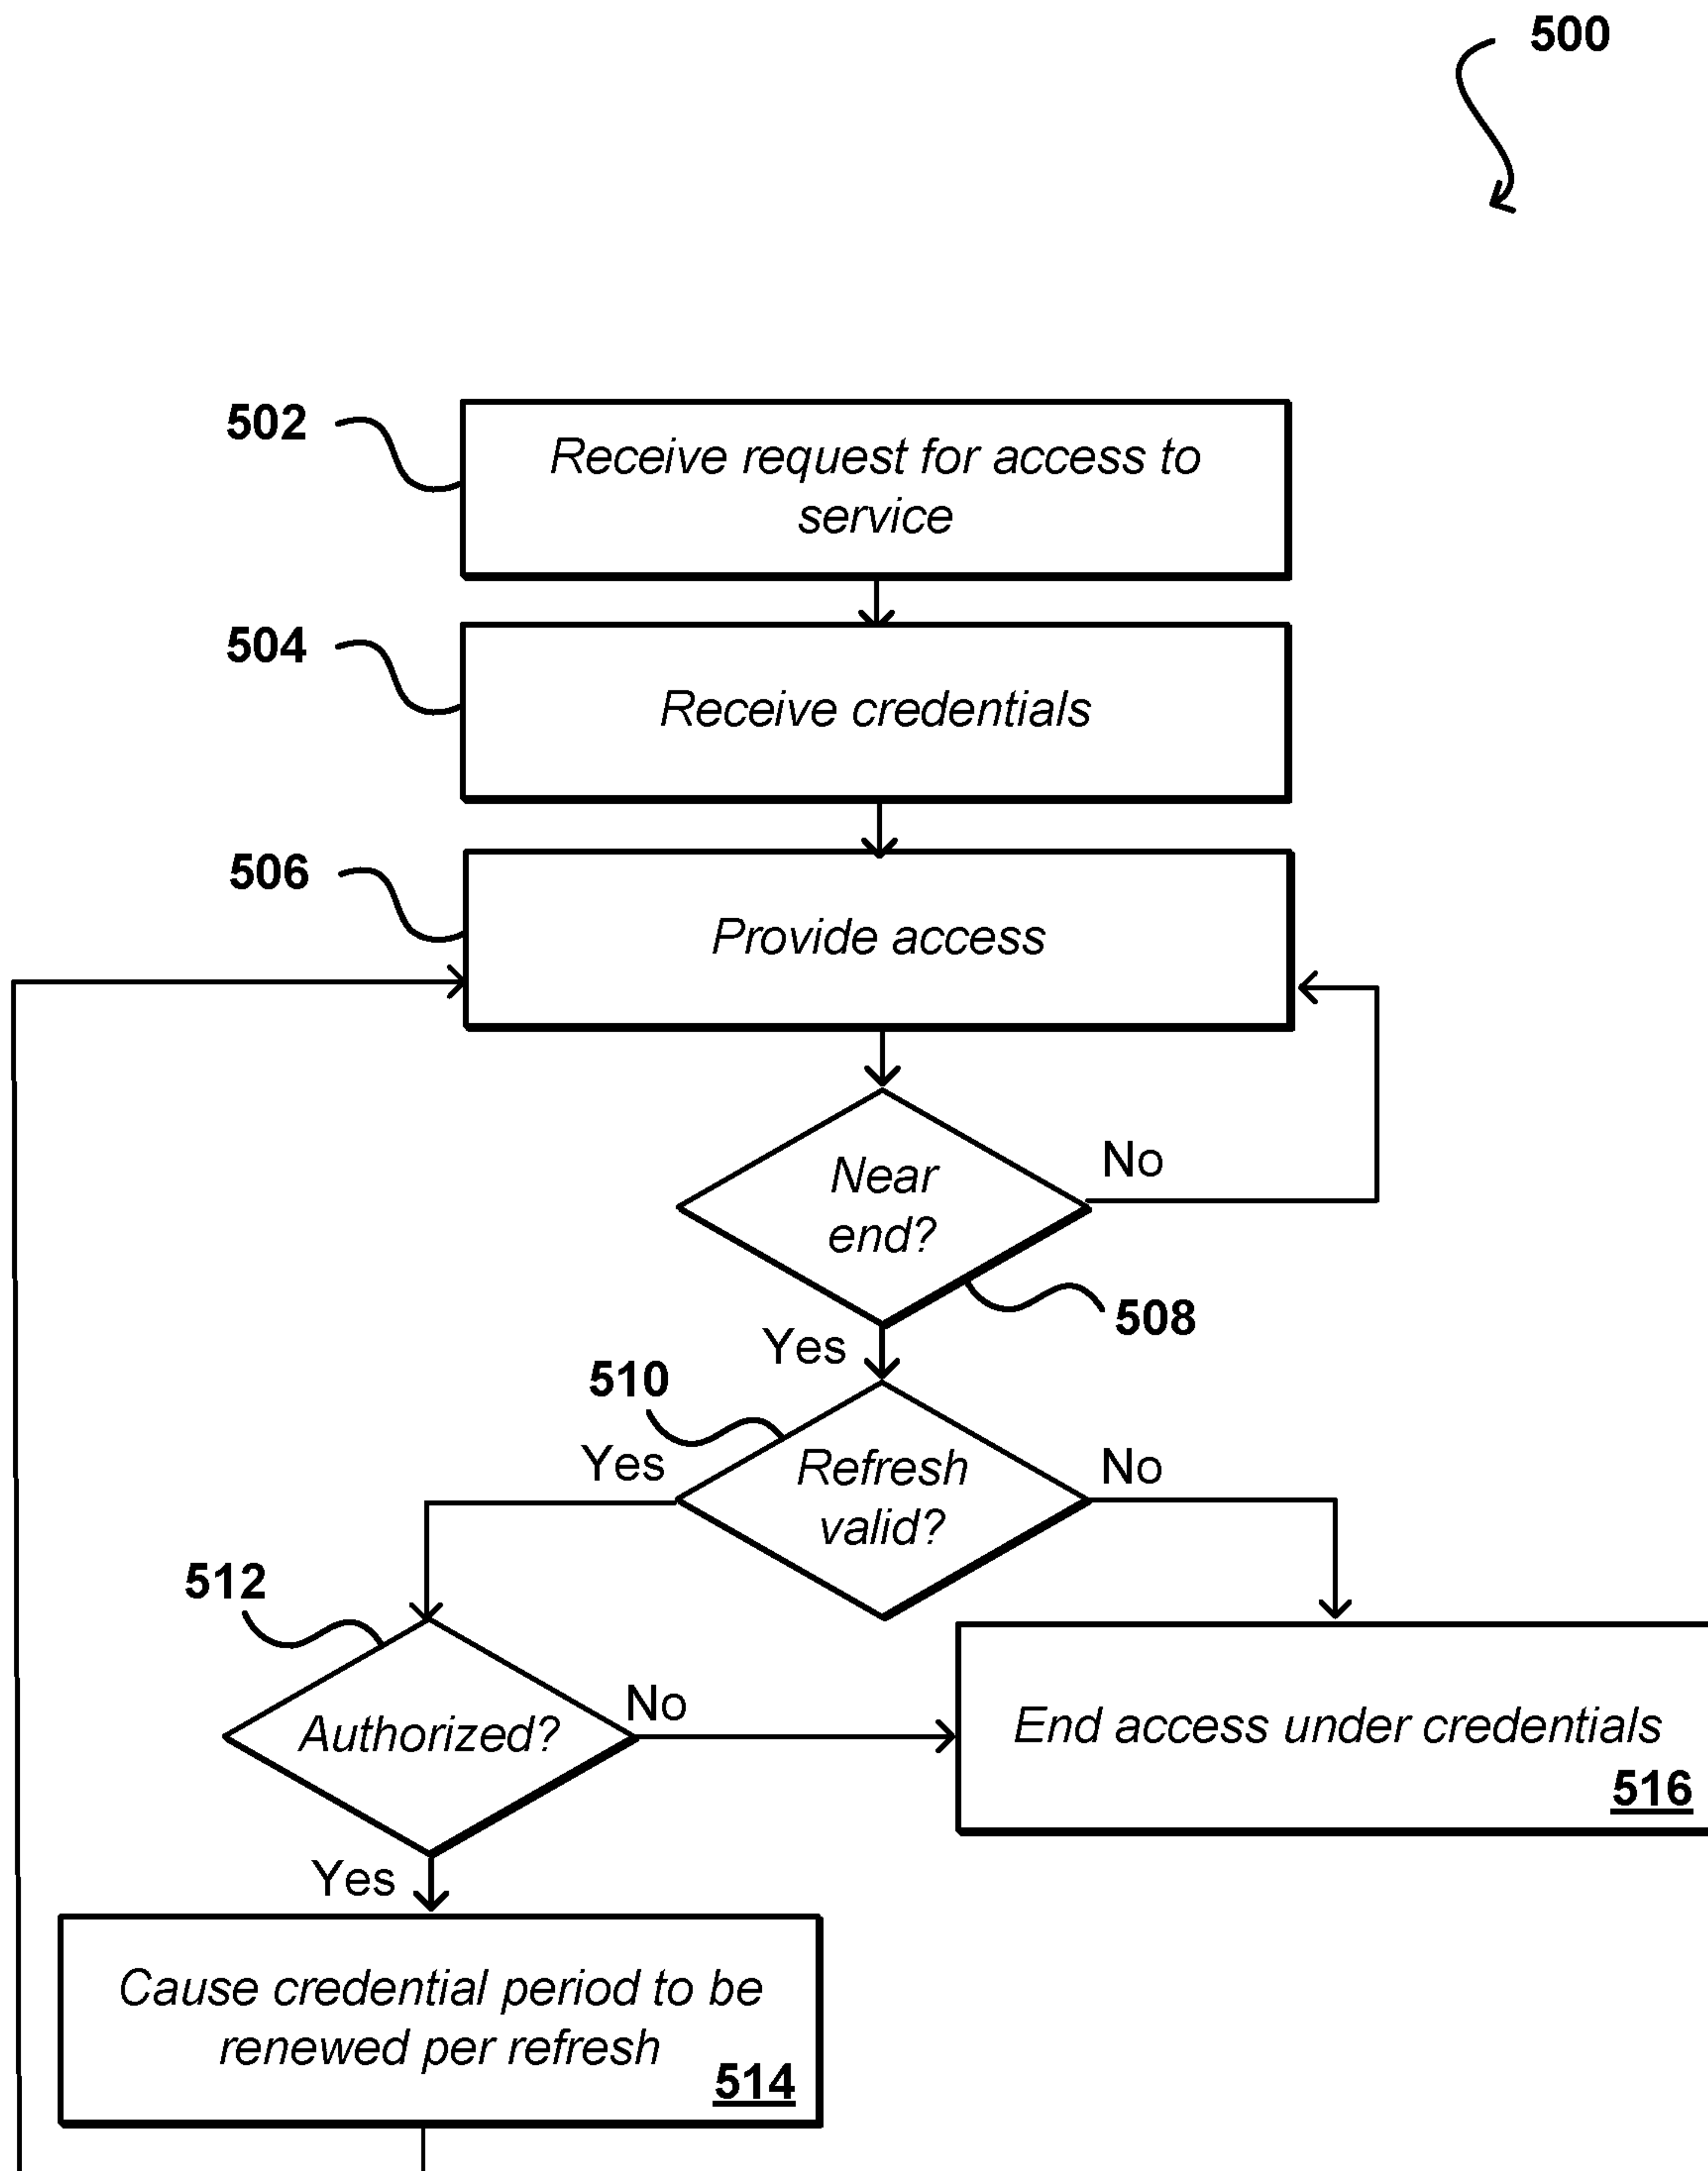 500
502
Receive request for access to
service
504
Receive credentials
506
Provide access
Near
end?
No
508
Yes
510
Yes
Refresh
valid?
No
512
Authorized?
No
End access under credentials
516
Yes
Cause credential period to be
renewed per refresh
514